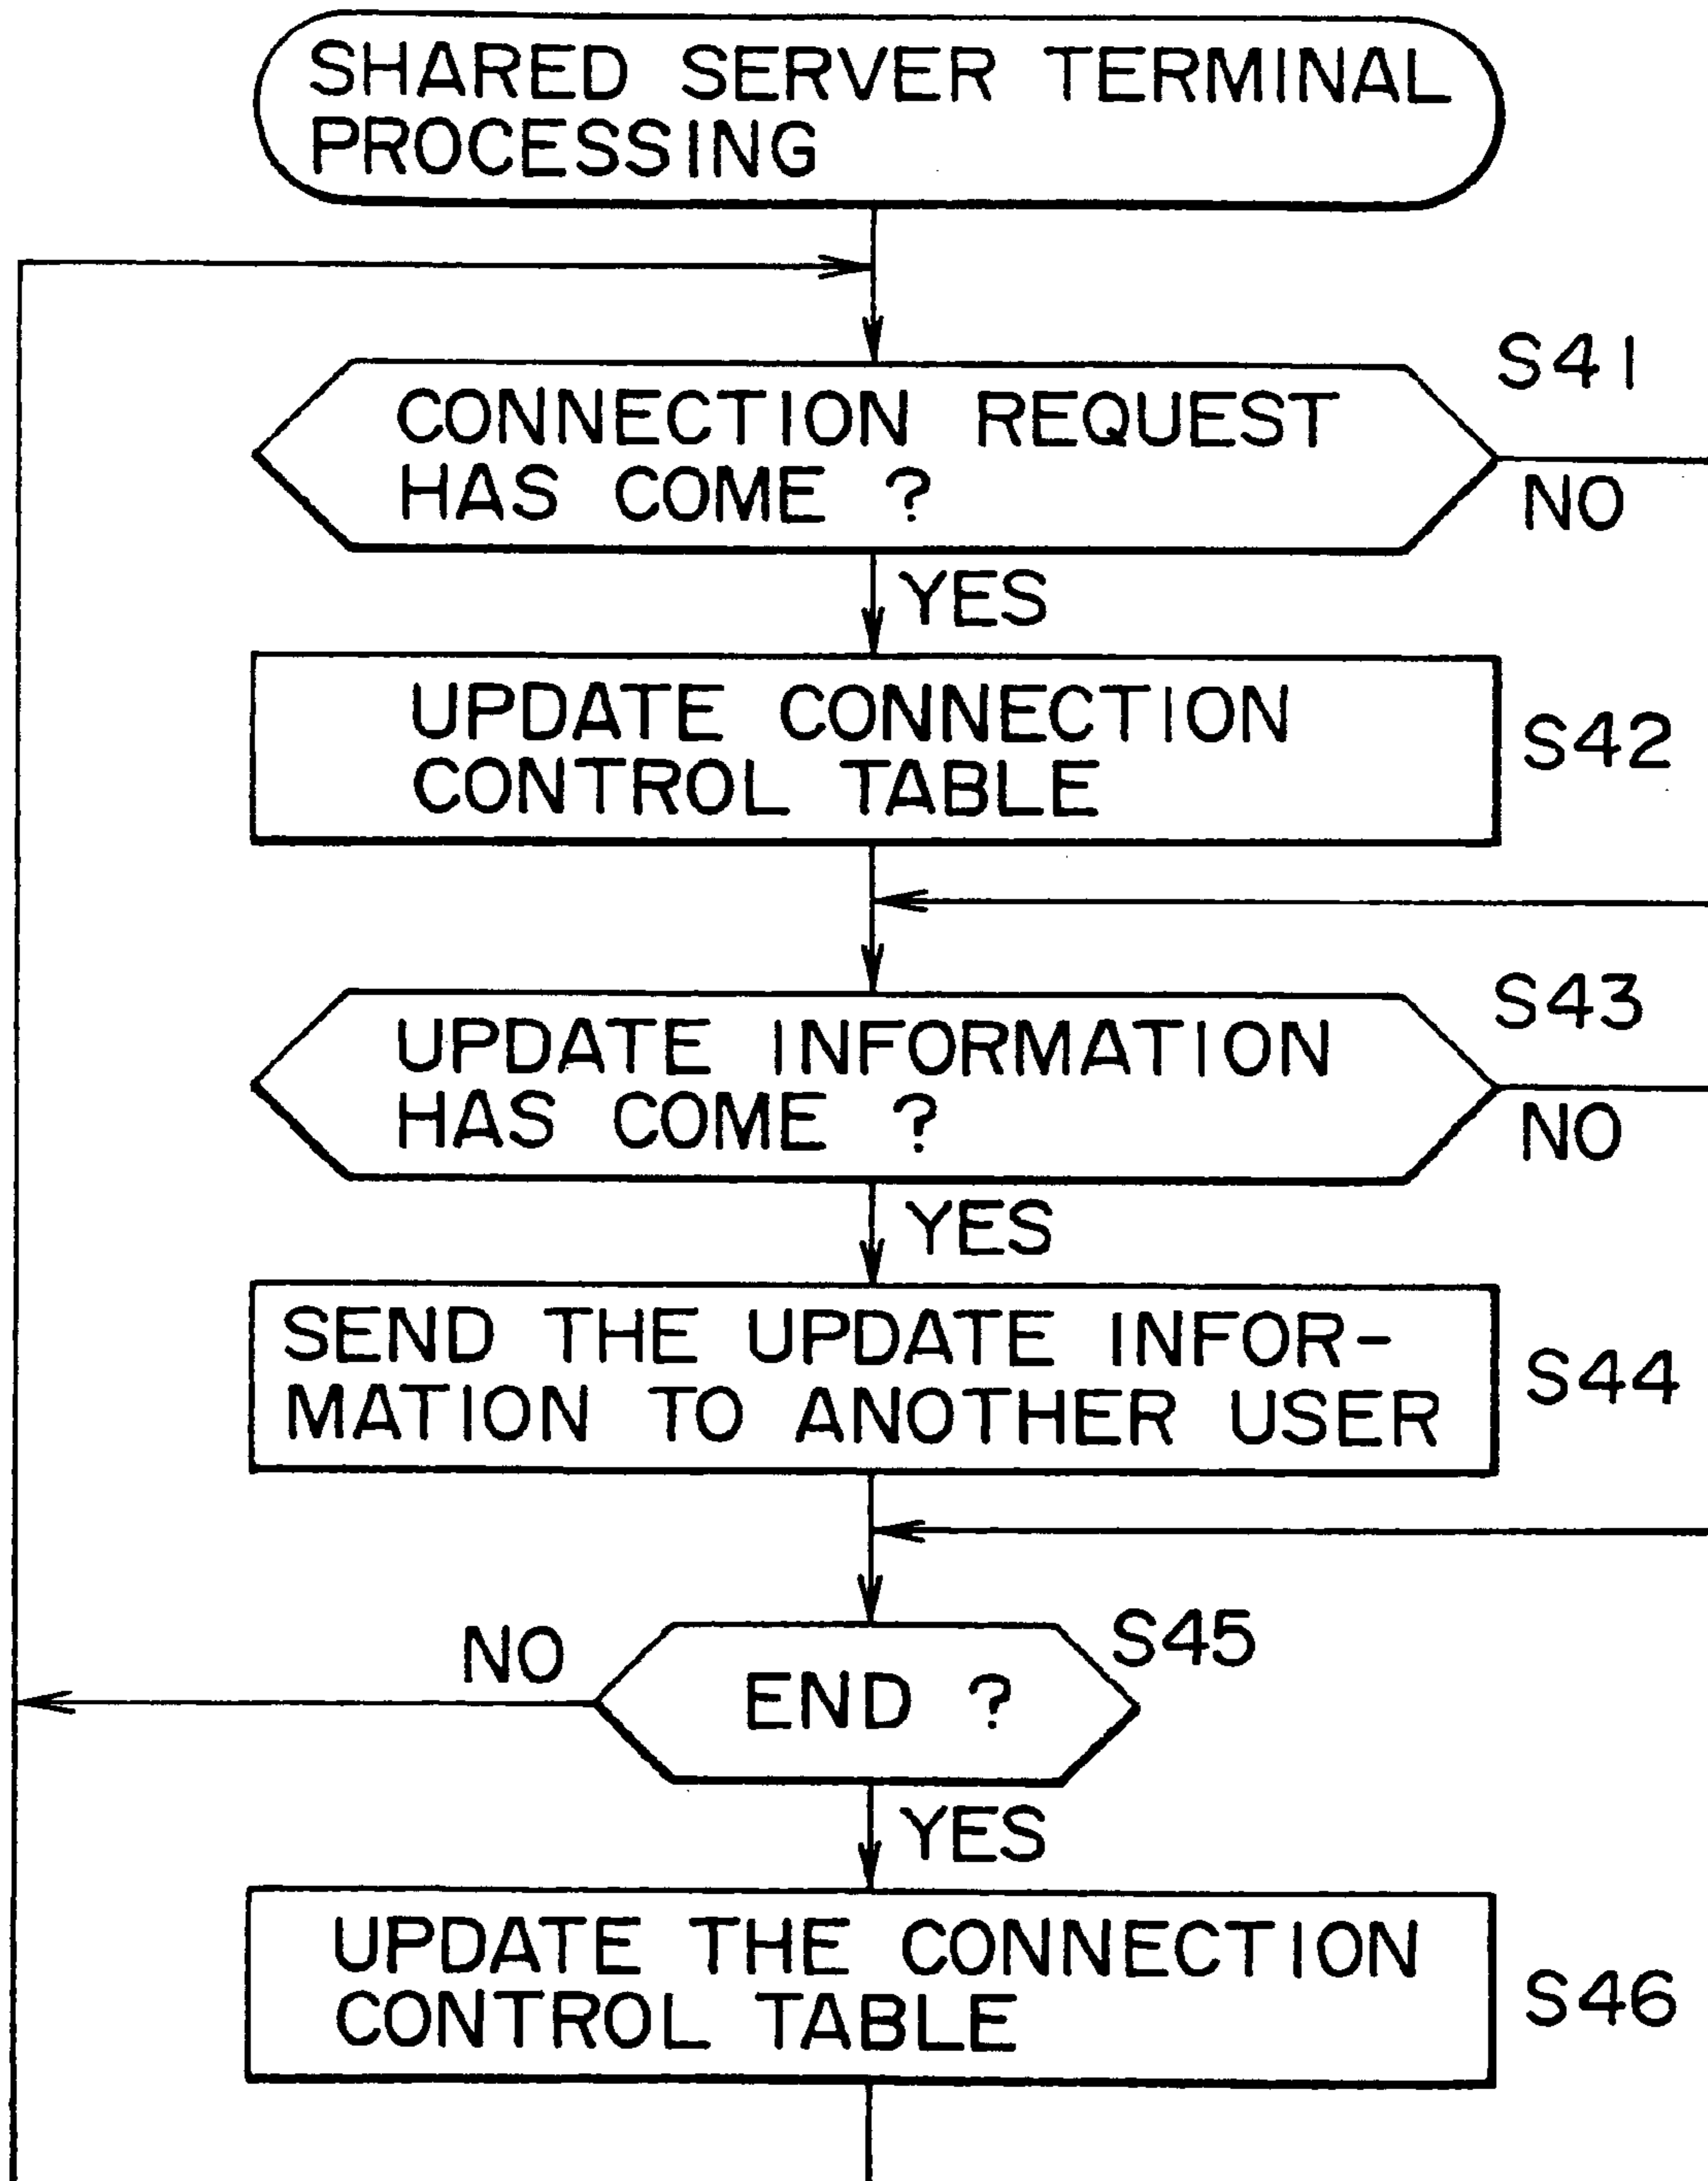 SHARED SERVER TERMINAL
PROCESSING
S41
CONNECTION REQUEST
HAS COME ?
NO
YES
UPDATE CONNECTION
CONTROL TABLE
S42
S43
UPDATE INFORMATION
HAS COME ?
NO
YES
SEND THE UPDATE INFOR-
MATION TO ANOTHER USER
S44
NO
S45
END ?
YES
UPDATE THE CONNECTION
CONTROL TABLE
S46